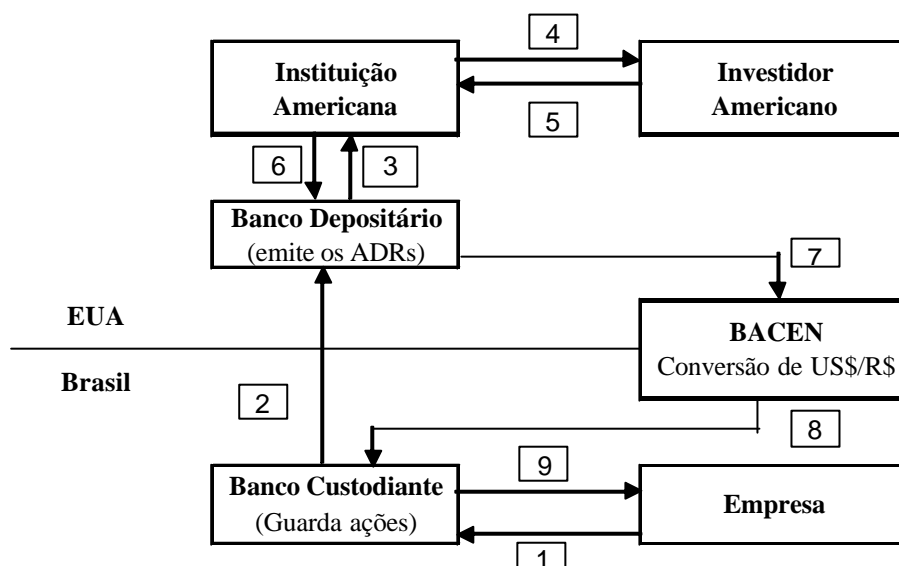 4
Instituição
Americana
Investidor
Americano
5
6
3
Banco Depositário
(emite os ADRs)
7
EUA
BACEN
Conversão de US$/R$
Brasil
2
8
Banco Custodiante
(Guarda ações)
9
Empresa
1